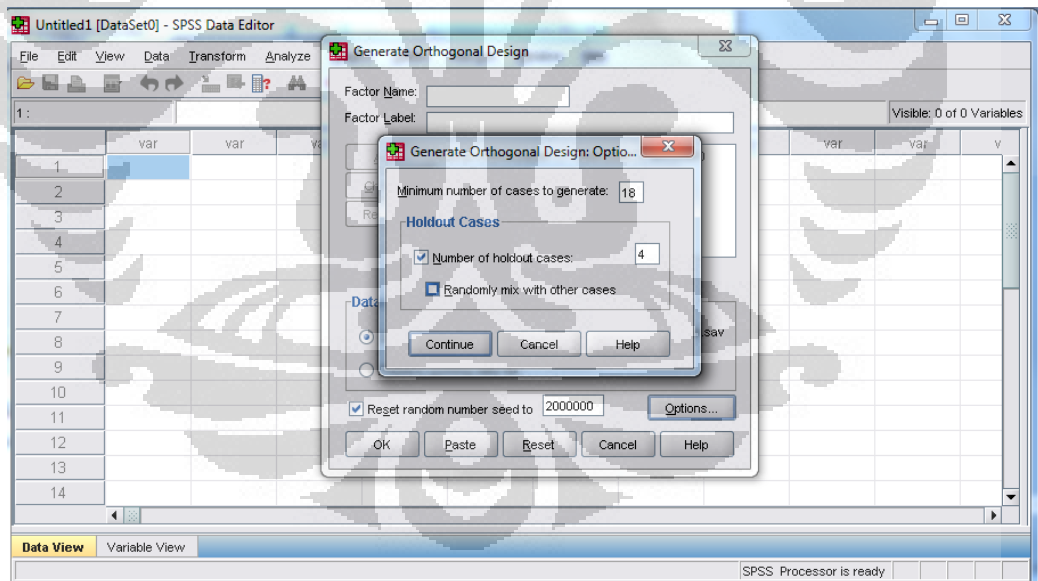 Untitled1 [DataSet0] - SPSS Data Editor
File Edit View Data Transform Analyze
1 :
Visible: 0 of 0 Variables
var var var var v
1
2
3
4
5
6
7
8
9
10
11
12
13
14
Data View Variable View
SPSS Processor is ready
Generate Orthogonal Design
Factor Name:
Factor Label:
Data
.sav
Reset random number seed to 2000000 Options...
OK Paste Reset Cancel Help
Generate Orthogonal Design: Optio...
Minimum number of cases to generate: 18
Holdout Cases
Number of holdout cases: 4
Randomly mix with other cases
Continue Cancel Help